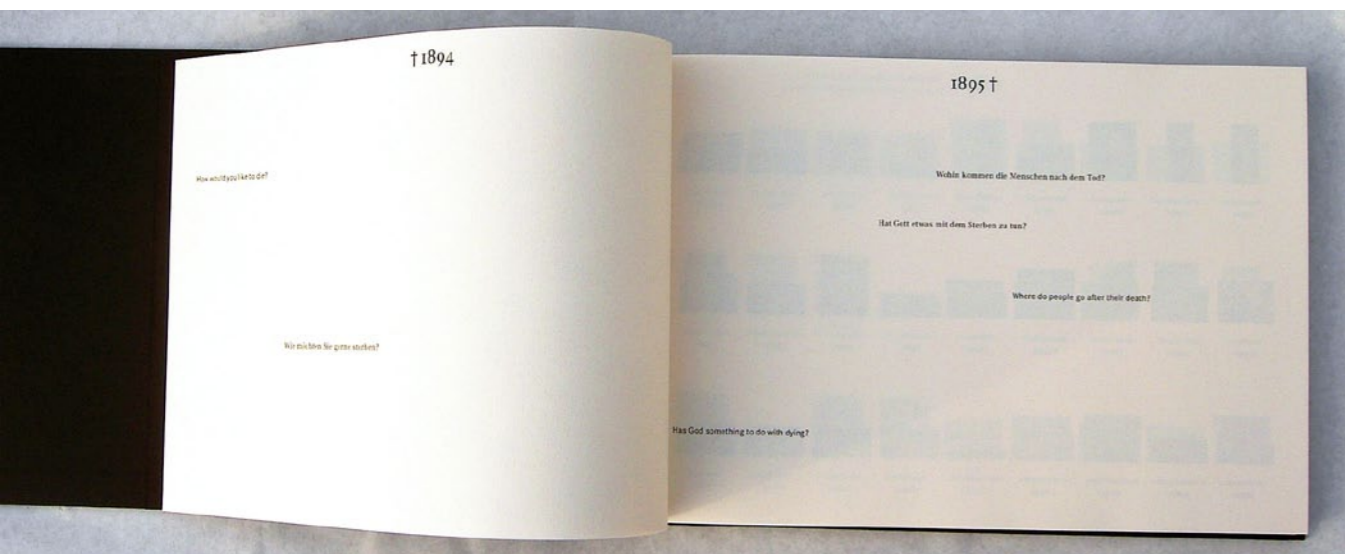 †1894
How would you like to die?
Wie möchten Sie gerne sterben?
1895†
Wohin kommen die Menschen nach dem Tod?
Hat Gott etwas mit dem Sterben zu tun?
Where do people go after their death?
Has God something to do with dying?